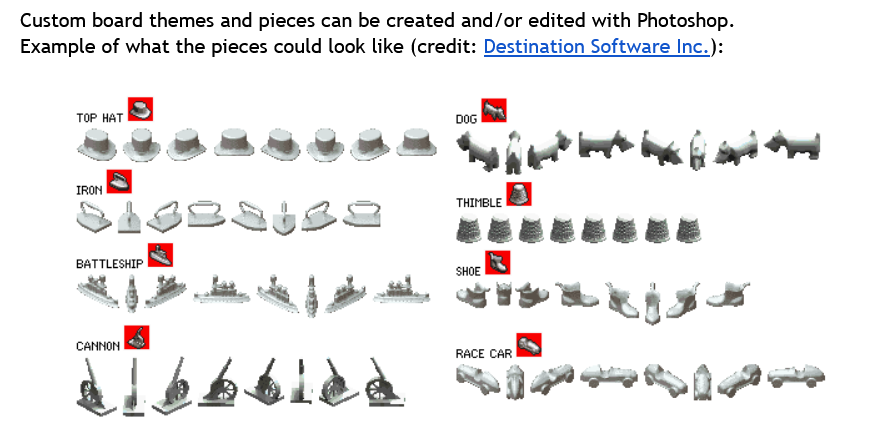 Custom board themes and pieces can be created and/or edited with Photoshop.
Example of what the pieces could look like (credit: Destination Software Inc.):
TOP HAT
IRON
BATTLESHIP
CANNON
DOG
THIMBLE
SHOE
RACE CAR